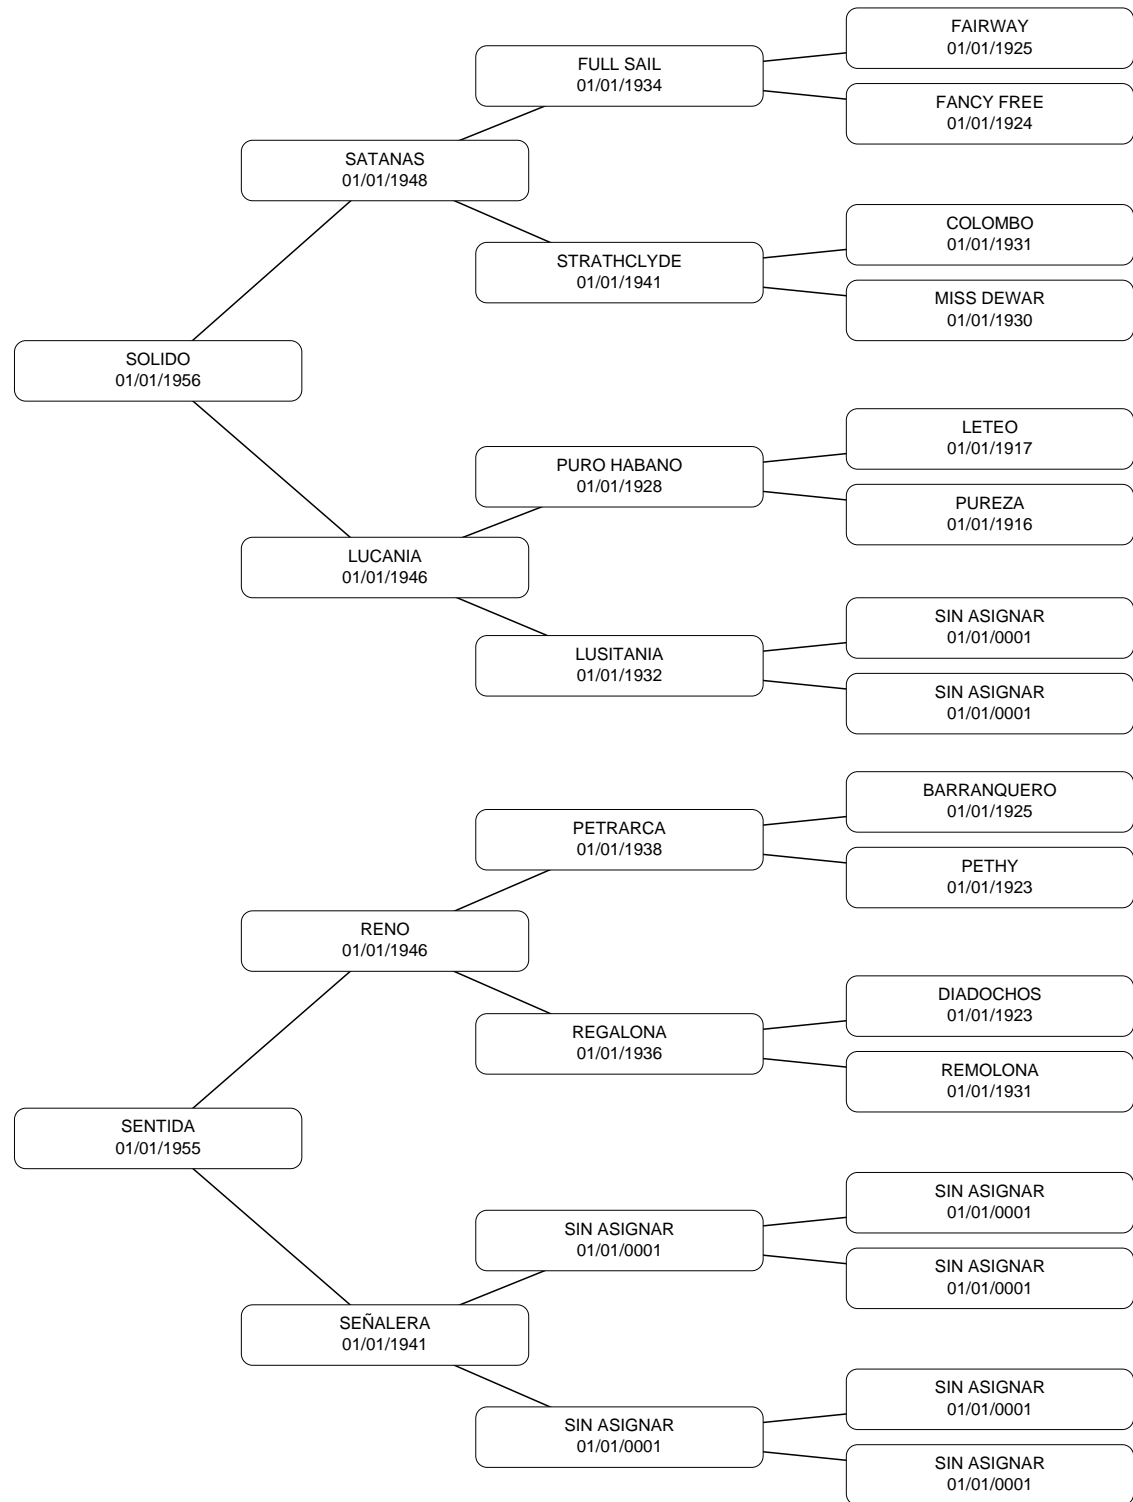 FAIRWAY
01/01/1925
FULL SAIL
01/01/1934
FANCY FREE
01/01/1924
SATANAS
01/01/1948
COLOMBO
01/01/1931
STRATHCLYDE
01/01/1941
MISS DEWAR
01/01/1930
SOLIDO
01/01/1956
LETEO
01/01/1917
PURO HABANO
01/01/1928
PUREZA
01/01/1916
LUCANIA
01/01/1946
SIN ASIGNAR
01/01/0001
LUSITANIA
01/01/1932
SIN ASIGNAR
01/01/0001
BARRANQUERO
01/01/1925
PETRARCA
01/01/1938
PETHY
01/01/1923
RENO
01/01/1946
DIADOCHOS
01/01/1923
REGALONA
01/01/1936
REMOLONA
01/01/1931
SENTIDA
01/01/1955
SIN ASIGNAR
01/01/0001
SIN ASIGNAR
01/01/0001
SIN ASIGNAR
01/01/0001
SEÑALERA
01/01/1941
SIN ASIGNAR
01/01/0001
SIN ASIGNAR
01/01/0001
SIN ASIGNAR
01/01/0001